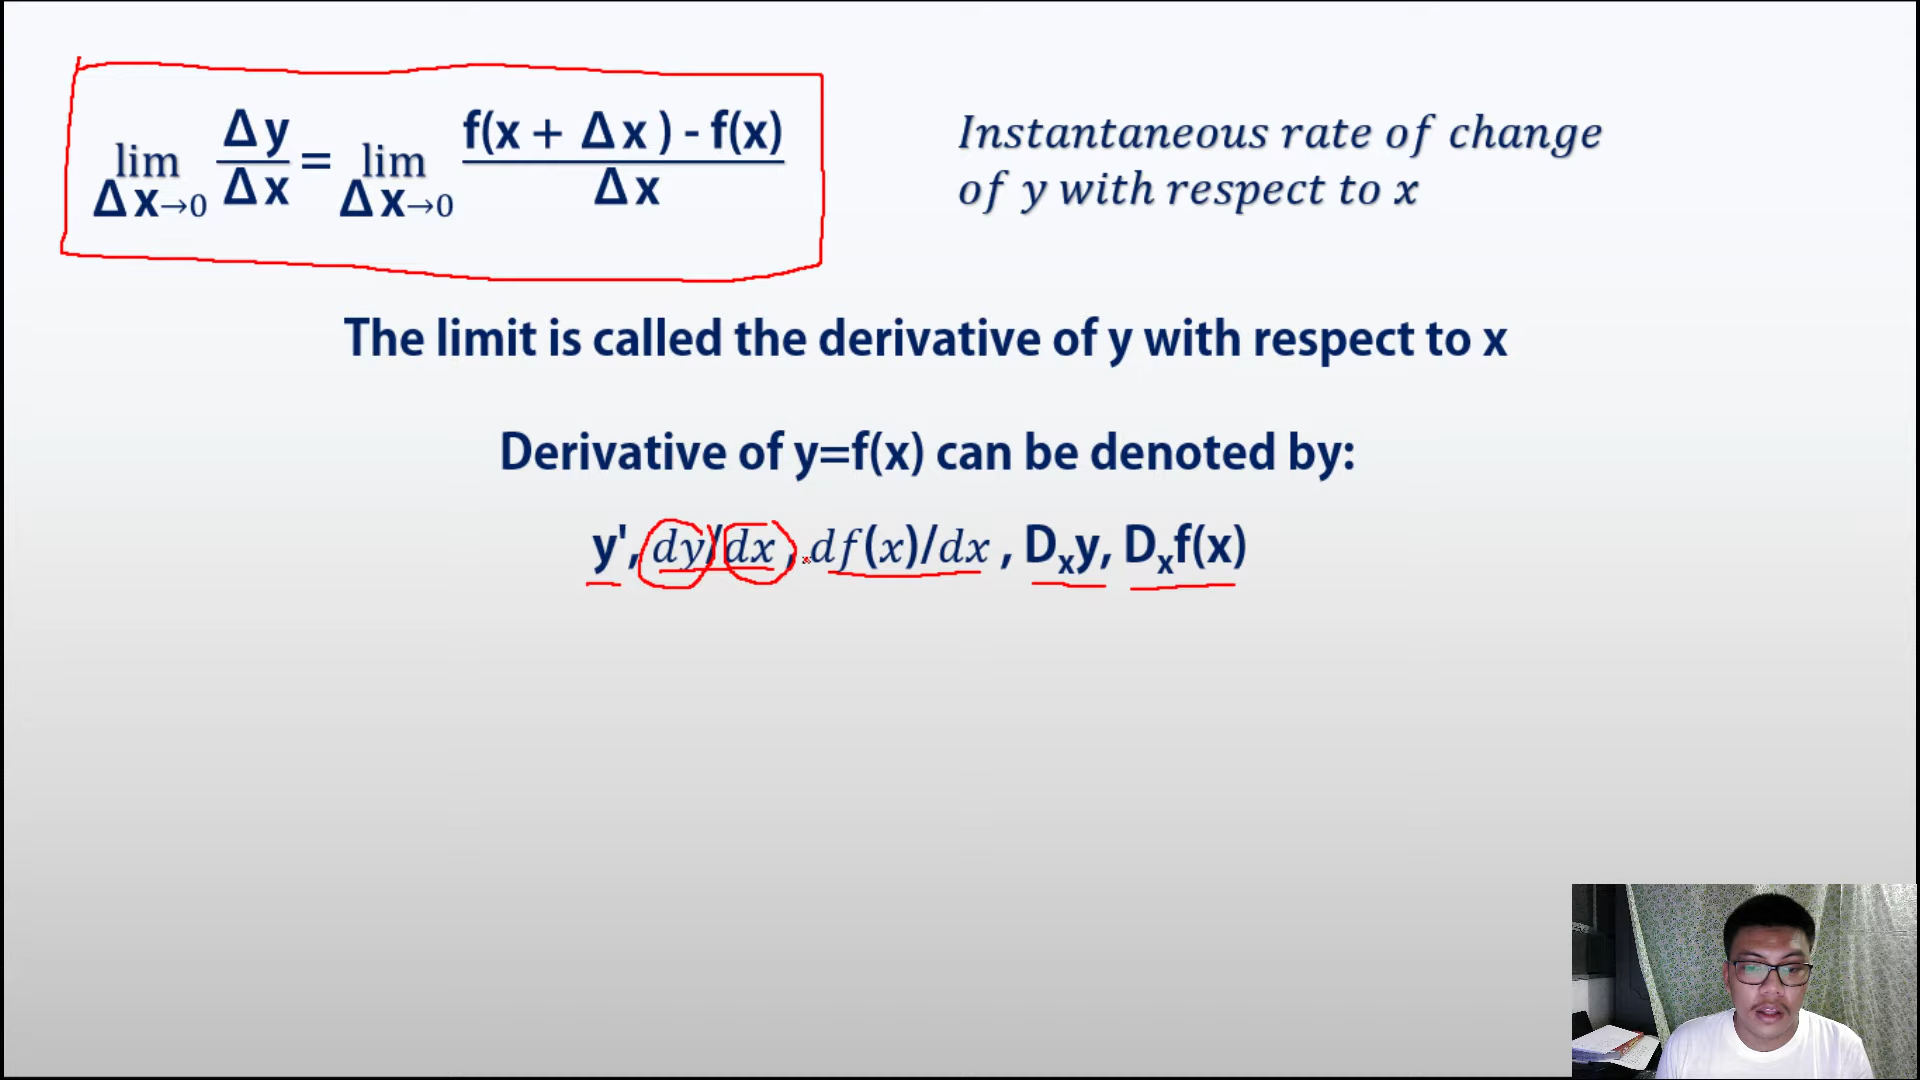 lim Δx→0 Δy/Δx = lim Δx→0 f(x + Δx) - f(x)/Δx
Instantaneous rate of change
of y with respect to x
The limit is called the derivative of y with respect to x
Derivative of y=f(x) can be denoted by:
y', dy/dx, df(x)/dx, Dₓy, Dₓf(x)